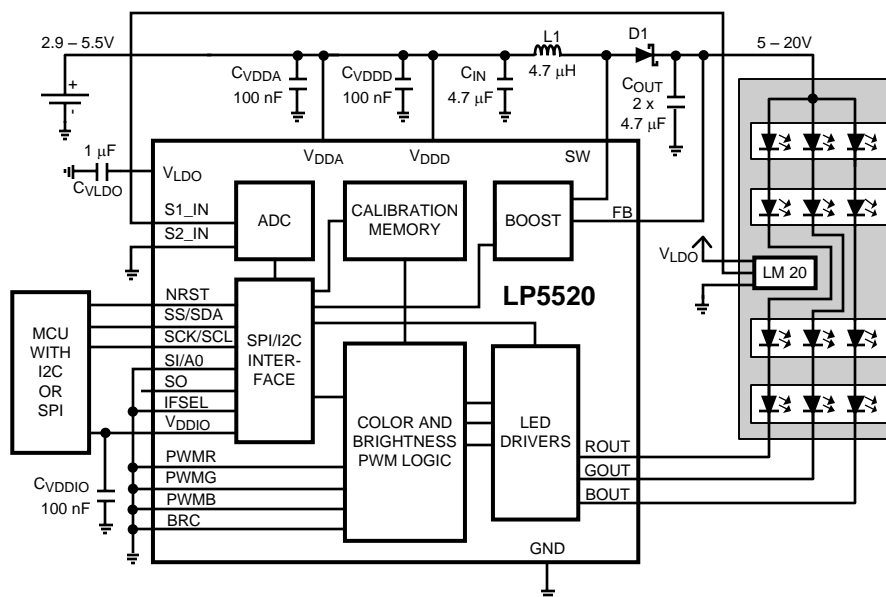 2.9 – 5.5V
+
-
CVDDA
100 nF
CVDDD
100 nF
CIN
4.7 μF
L1
4.7 μH
D1
COUT
2 x
4.7 μF
5 – 20V
1 μF
CVLDO
VLDO
VDDA
VDDD
SW
S1_IN
S2_IN
ADC
CALIBRATION
MEMORY
BOOST
FB
VLDO
LM 20
LP5520
MCU
WITH
I2C
OR
SPI
NRST
SS/SDA
SCK/SCL
SI/A0
SO
IFSEL
VDDIO
SPI/I2C
INTER-
FACE
COLOR AND
BRIGHTNESS
PWM LOGIC
LED
DRIVERS
ROUT
GOUT
BOUT
CVDDIO
100 nF
PWMR
PWMG
PWMB
BRC
GND